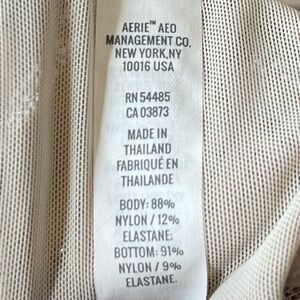 AERIE™ AEO
MANAGEMENT CO.
NEW YORK,NY
10016 USA
RN 54485
CA 03873
MADE IN
THAILAND
FABRIQUÉ EN
THAILANDE
BODY: 88%
NYLON / 12%
ELASTANE;
BOTTOM: 91%
NYLON / 9%
ELASTANE.